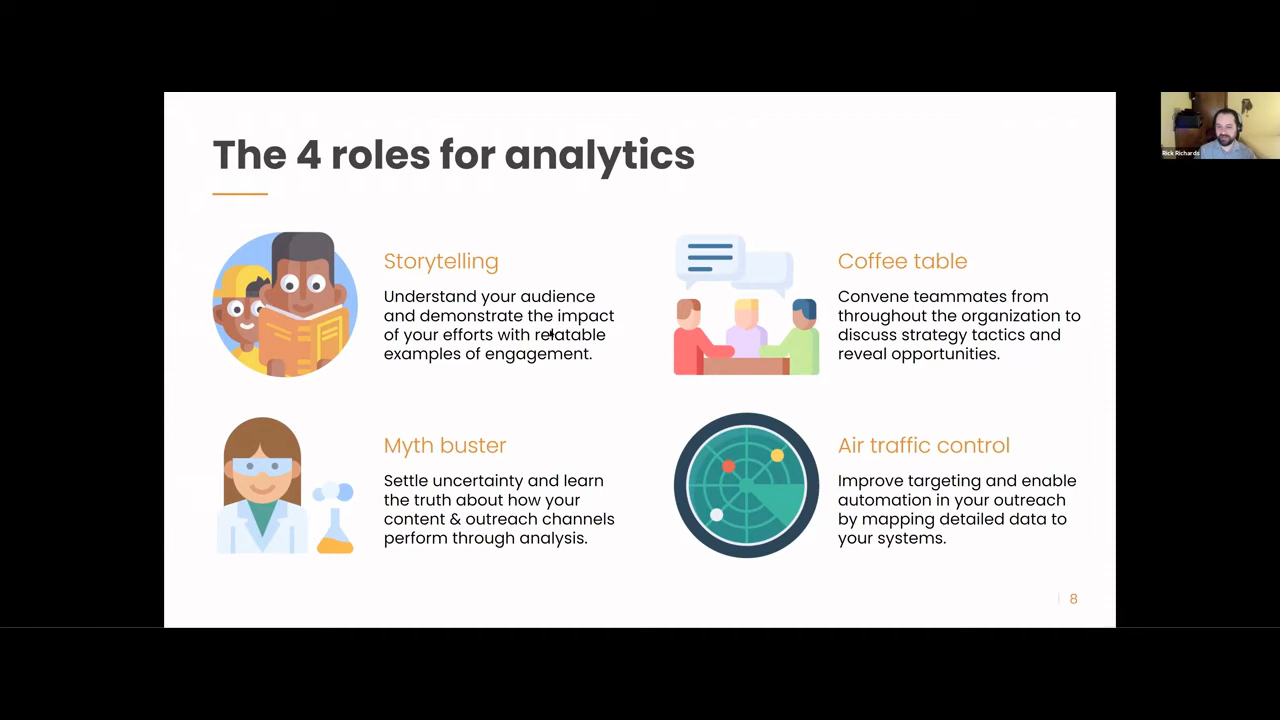 The 4 roles for analytics
Storytelling
Understand your audience
and demonstrate the impact
of your efforts with relatable
examples of engagement.
Coffee table
Convene teammates from
throughout the organization to
discuss strategy tactics and
reveal opportunities.
Myth buster
Settle uncertainty and learn
the truth about how your
content & outreach channels
perform through analysis.
Air traffic control
Improve targeting and enable
automation in your outreach
by mapping detailed data to
your systems.
8
Rick Richards